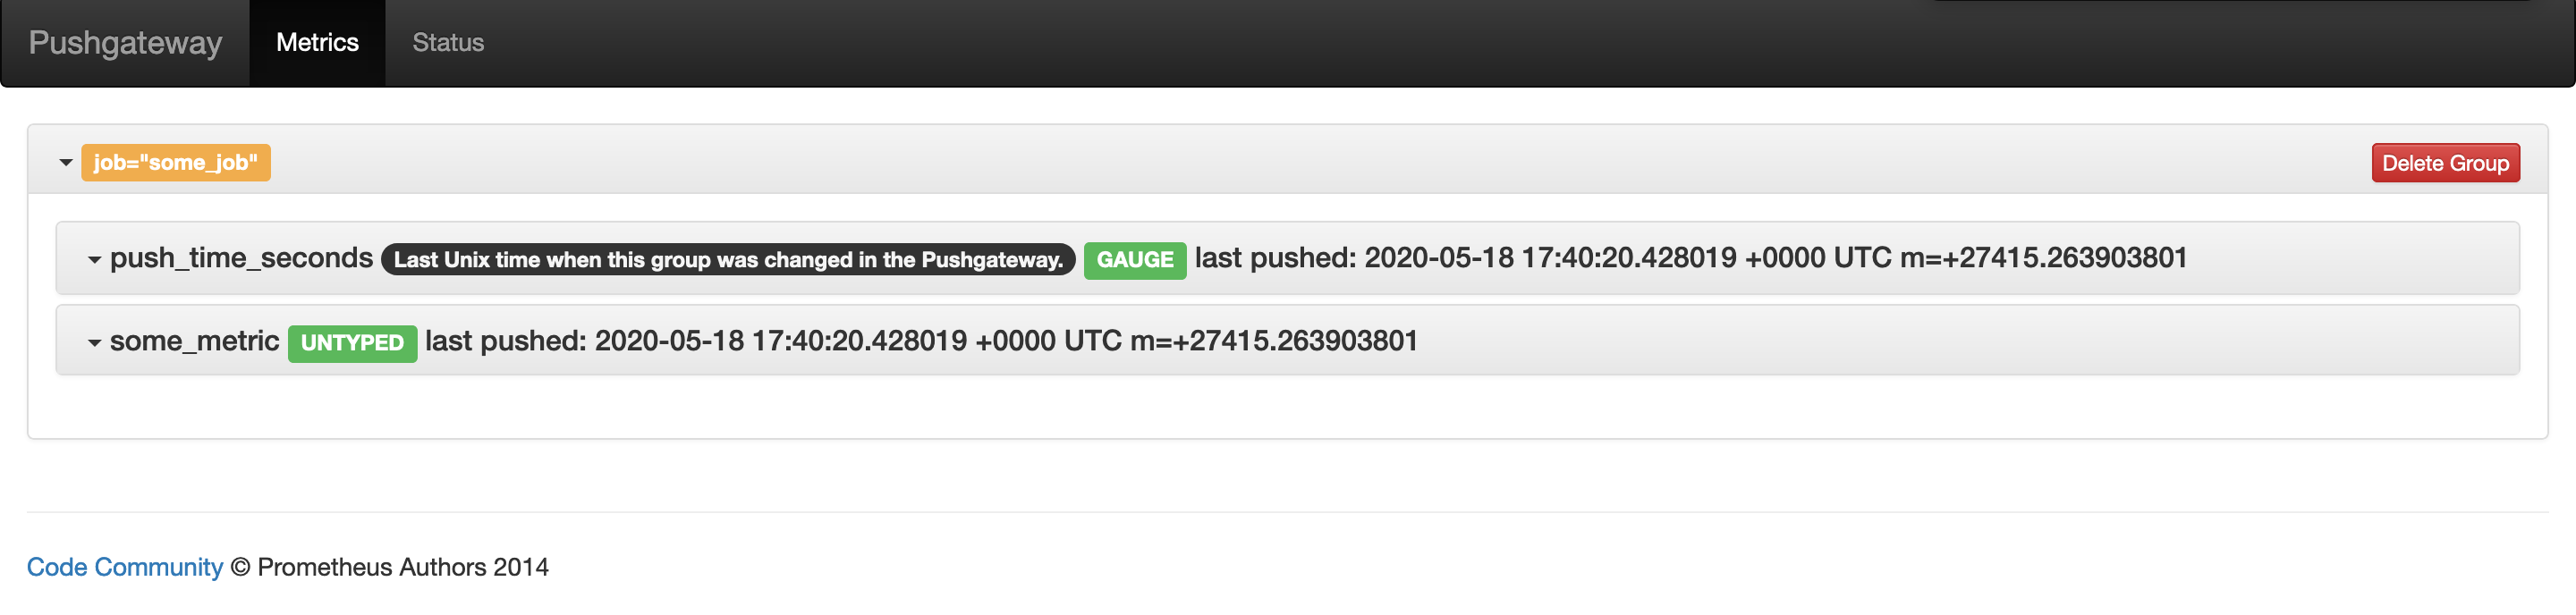 Pushgateway Metrics Status
job="some_job" Delete Group
push_time_seconds Last Unix time when this group was changed in the Pushgateway. GAUGE last pushed: 2020-05-18 17:40:20.428019 +0000 UTC m=+27415.263903801
some_metric UNTYPED last pushed: 2020-05-18 17:40:20.428019 +0000 UTC m=+27415.263903801
Code Community © Prometheus Authors 2014